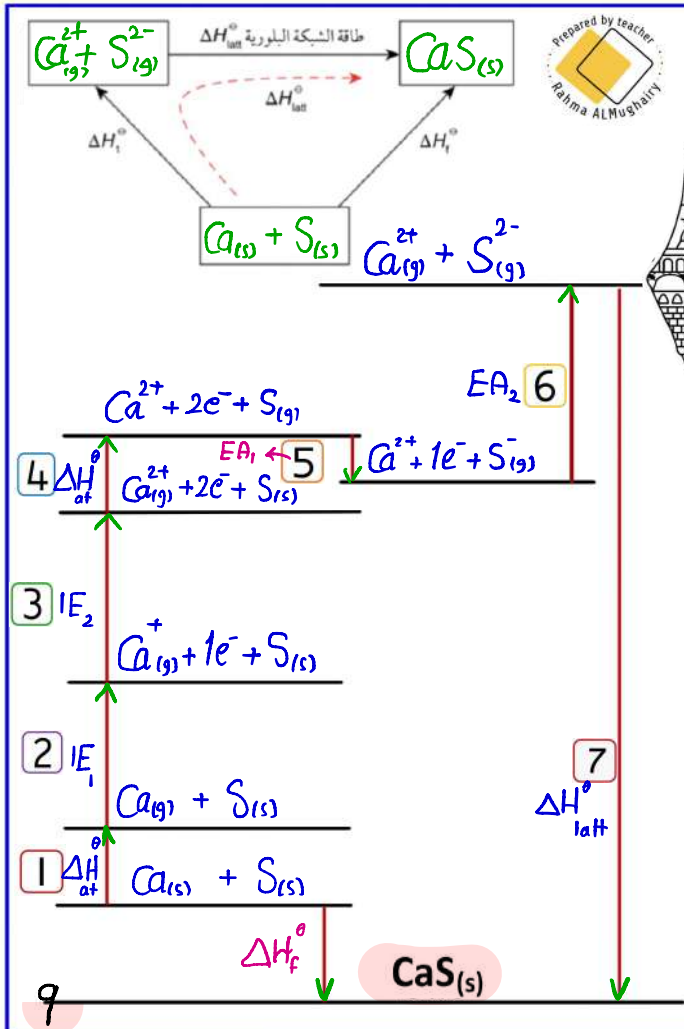 Ca²⁺(g) + S²⁻(g)
ΔH⦵latt طاقة الشبكة البلورية
CaS(s)
ΔH⦵latt
ΔH⦵1
ΔH⦵f
Ca(s) + S(s)
Prepared by teacher
Rahma ALMughairy
Ca²⁺(g) + S²⁻(g)
EA₂ 6
Ca²⁺ + 2e⁻ + S(g)
EA₁ ← 5
Ca²⁺ + 1e⁻ + S⁻(g)
4 ΔH⦵at
Ca²⁺(g) + 2e⁻ + S(s)
3 IE₂
Ca⁺(g) + 1e⁻ + S(s)
2 IE₁
Ca(g) + S(s)
7
ΔH⦵latt
1 ΔH⦵at
Ca(s) + S(s)
ΔH⦵f
CaS(s)
9